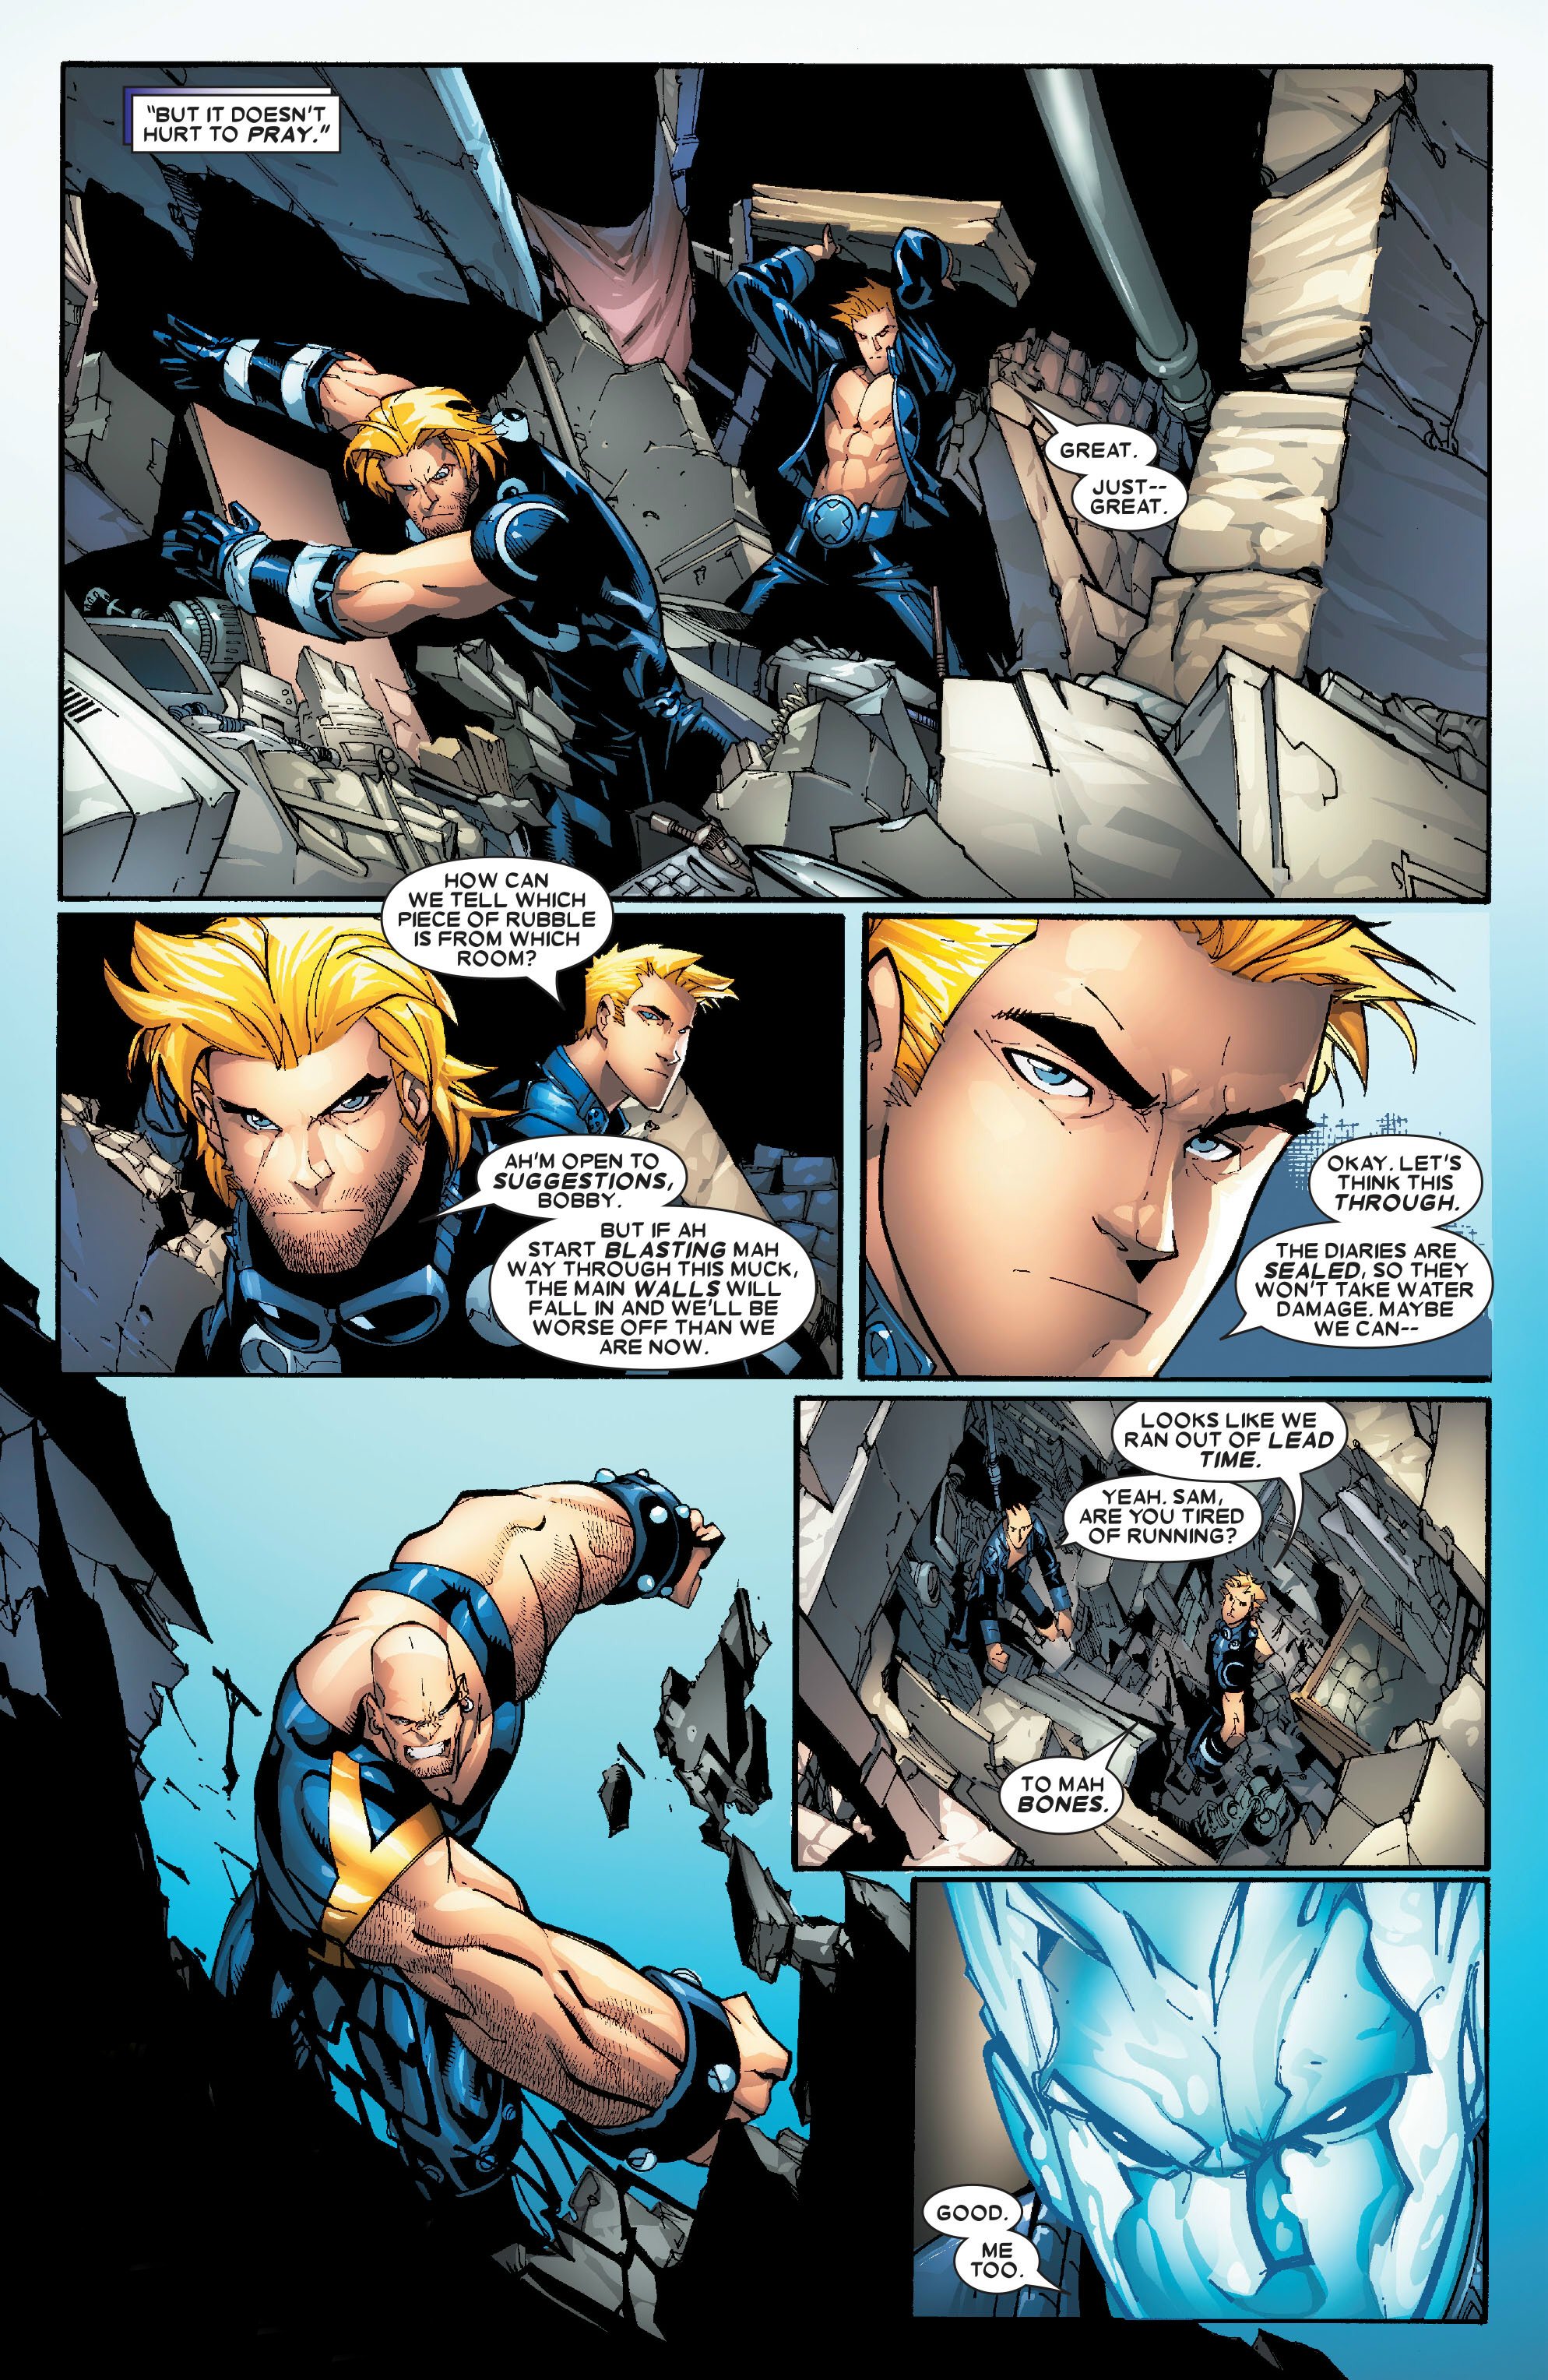 "BUT IT DOESN'T
HURT TO PRAY."
GREAT.
JUST--
GREAT.
HOW CAN
WE TELL WHICH
PIECE OF RUBBLE
IS FROM WHICH
ROOM?
AH'M OPEN TO
SUGGESTIONS,
BOBBY.
BUT IF AH
START BLASTING MAH
WAY THROUGH THIS MUCK,
THE MAIN WALLS WILL
FALL IN AND WE'LL BE
WORSE OFF THAN WE
ARE NOW.
OKAY. LET'S
THINK THIS
THROUGH.
THE DIARIES ARE
SEALED, SO THEY
WON'T TAKE WATER
DAMAGE. MAYBE
WE CAN--
LOOKS LIKE WE
RAN OUT OF LEAD
TIME.
YEAH. SAM,
ARE YOU TIRED
OF RUNNING?
TO MAH
BONES.
GOOD.
ME
TOO.